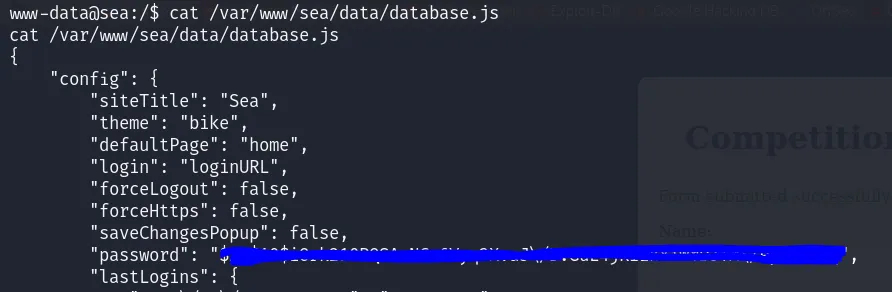 www-data@sea:/$ cat /var/www/sea/data/database.js
cat /var/www/sea/data/database.js
{
"config": {
"siteTitle": "Sea",
"theme": "bike",
"defaultPage": "home",
"login": "loginURL",
"forceLogout": false,
"forceHttps": false,
"saveChangesPopup": false,
"password": "
"lastLogins": {
Competition
Form submitted successfully
Name: